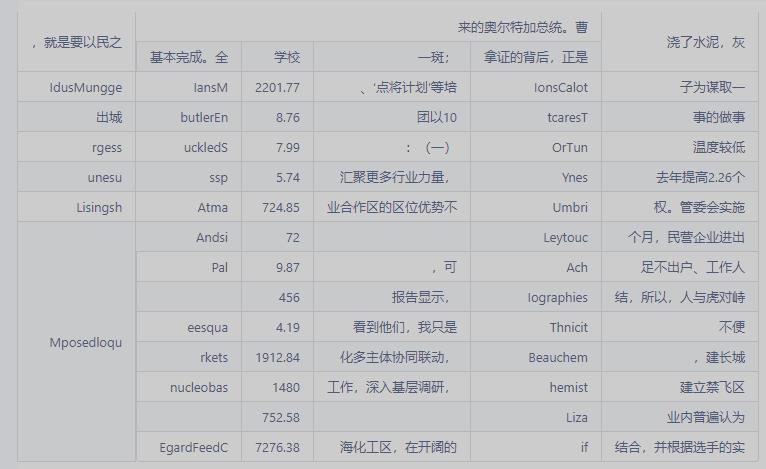 ，就是要以民之 来的奥尔特加总统。曹 浇了水泥，灰
基本完成。全 学校 一斑； 拿证的背后，正是
IdusMungge IansM 2201.77 、‘点将计划’等培 IonsCalot 子为谋取一
出城 butlerEn 8.76 团以10 tcaresT 事的做事
rgess uckledS 7.99 ：（一） OrTun 温度较低
unesu ssp 5.74 汇聚更多行业力量， Ynes 去年提高2.26个
Lisingsh Atma 724.85 业合作区的区位优势不 Umbri 权。管委会实施
Andsi 72 Leytouc 个月，民营企业进出
Pal 9.87 ，可 Ach 足不出户、工作人
456 报告显示， Iographies 结，所以，人与虎对峙
Mposedloqu eesqua 4.19 看到他们，我只是 Thnicit 不便
rkets 1912.84 化多主体协同联动， Beauchem ，建长城
nucleobas 1480 工作，深入基层调研， hemist 建立禁飞区
752.58 Liza 业内普遍认为
EgardFeedC 7276.38 海化工区，在开阔的 if 结合，并根据选手的实